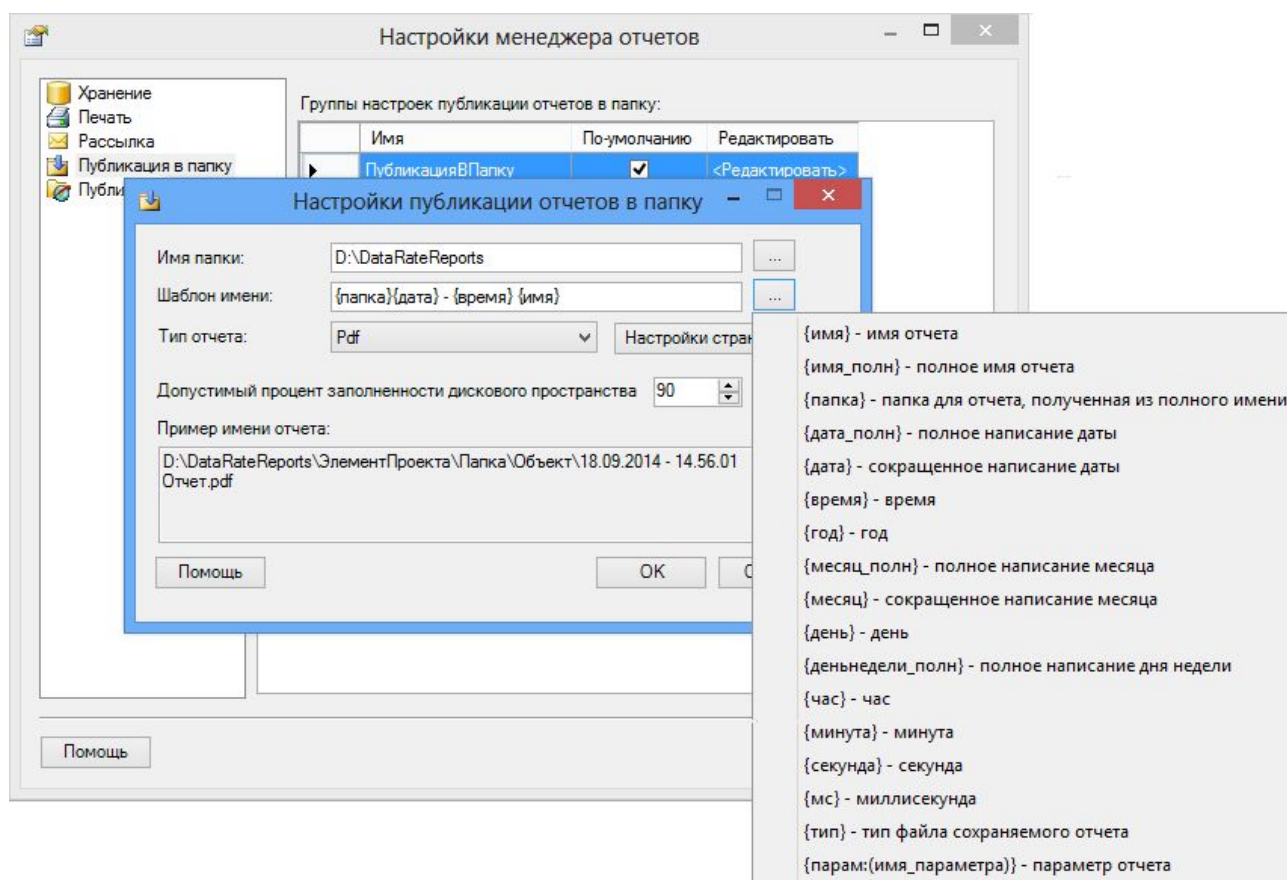 Настройки менеджера отчетов
Хранение
Печать
Рассылка
Публикация в папку
Группы настроек публикации отчетов в папку:
Имя По-умолчанию Редактировать
ПубликацияВПапку <Редактировать>
Настройки публикации отчетов в папку
Имя папки: D:\DataRateReports ...
Шаблон имени: {папка}{дата} - {время} {имя} ...
Тип отчета: Pdf Настройки
Допустимый процент заполненности дискового пространства 90
Пример имени отчета:
D:\DataRateReports\ЭлементПроекта\Папка\Объект\18.09.2014 - 14.56.01
Отчет.pdf
Помощь OK
Помощь
{имя} - имя отчета
{имя_полн} - полное имя отчета
{папка} - папка для отчета, полученная из полного имени
{дата_полн} - полное написание даты
{дата} - сокращенное написание даты
{время} - время
{год} - год
{месяц_полн} - полное написание месяца
{месяц} - сокращенное написание месяца
{день} - день
{деньнедели_полн} - полное написание дня недели
{час} - час
{минута} - минута
{секунда} - секунда
{мс} - миллисекунда
{тип} - тип файла сохраняемого отчета
{парам:(имя_параметра)} - параметр отчета